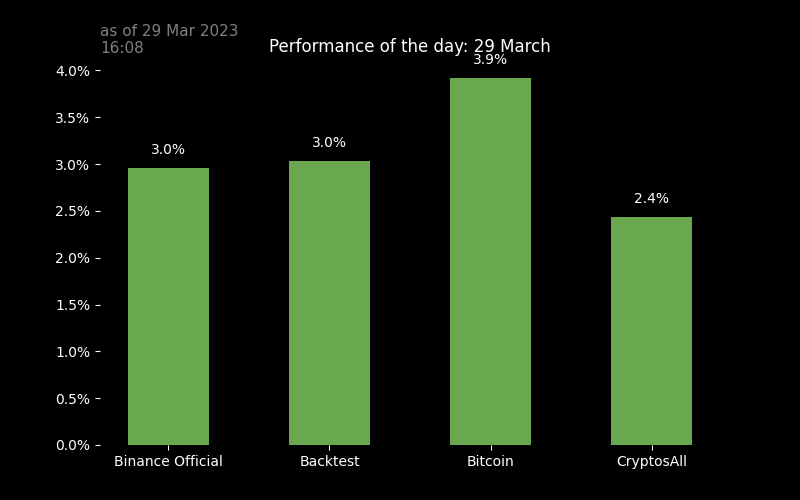 as of 29 Mar 2023
16:08
Performance of the day: 29 March
4.0%
3.5%
3.0%
2.5%
2.0%
1.5%
1.0%
0.5%
0.0%
3.0%
3.0%
3.9%
2.4%
Binance Official
Backtest
Bitcoin
CryptosAll